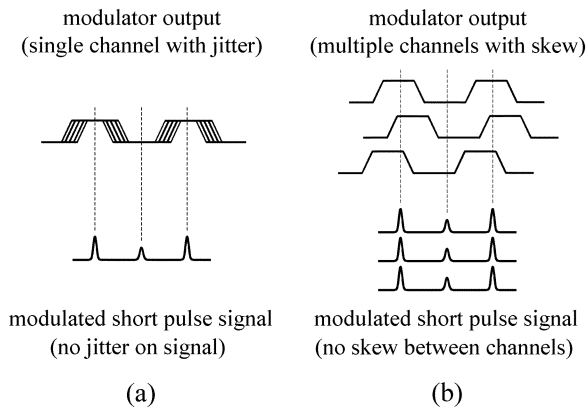 modulator output
(single channel with jitter)
modulated short pulse signal
(no jitter on signal)
(a)
modulator output
(multiple channels with skew)
modulated short pulse signal
(no skew between channels)
(b)